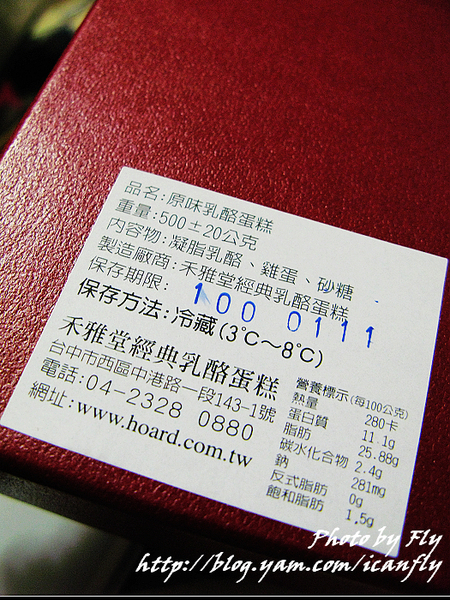 品名:原味乳酪蛋糕
重量:500±20公克
內容物:凝脂乳酪、雞蛋、砂糖
製造廠商:禾雅堂經典乳酪蛋糕
保存期限: 100 0111
保存方法:冷藏(3℃~8℃)
禾雅堂經典乳酪蛋糕
台中市西區中港路一段143-1號
電話:04-2328 0880
網址:www.hoard.com.tw
營養標示(每100公克)
熱量 280卡
蛋白質 11.1g
脂肪 25.88g
碳水化合物 2.4g
鈉 281mg
反式脂肪 0g
飽和脂肪 1.5g
Photo by Fly
http://blog.yam.com/icanfly